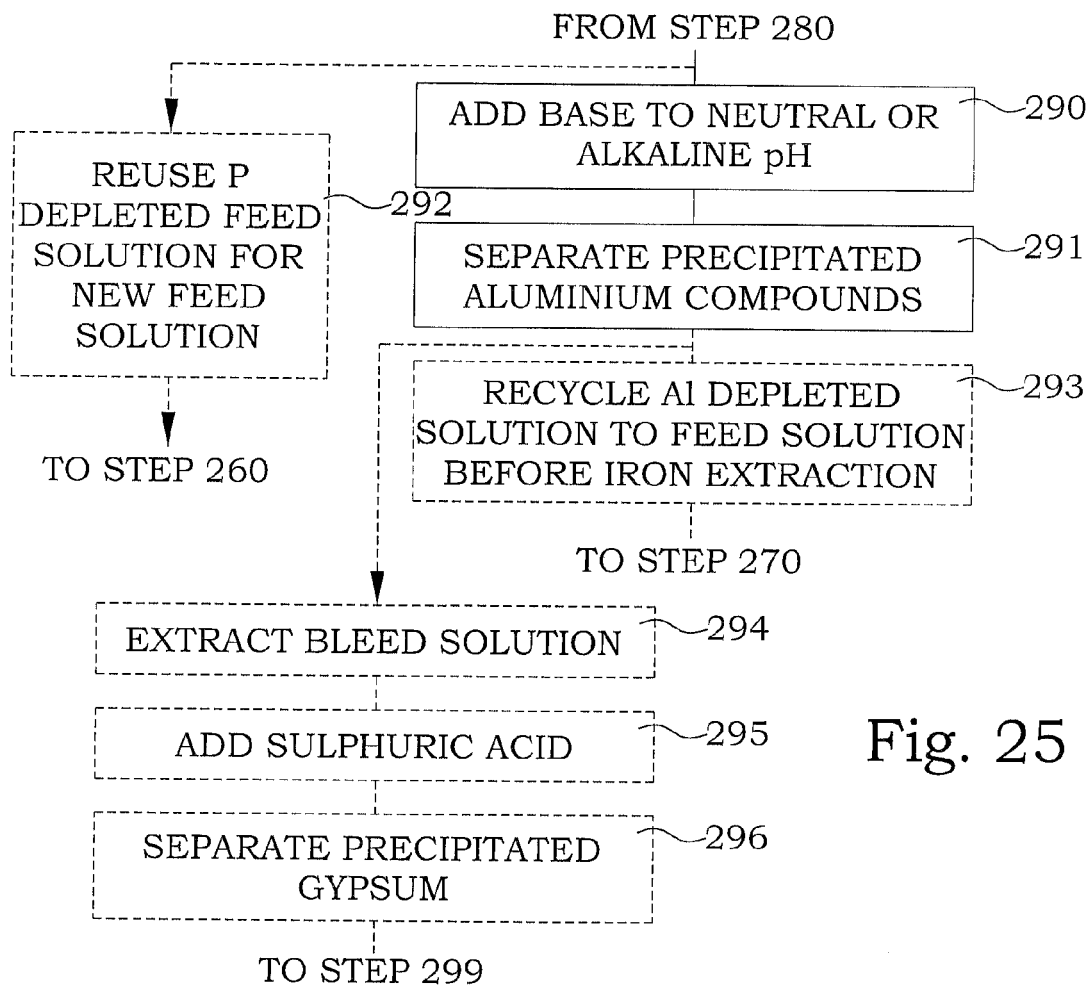 FROM STEP 280
ADD BASE TO NEUTRAL OR
ALKALINE pH
290
REUSE P
DEPLETED FEED
SOLUTION FOR
NEW FEED
SOLUTION
292
SEPARATE PRECIPITATED
ALUMINIUM COMPOUNDS
291
RECYCLE Al DEPLETED
SOLUTION TO FEED SOLUTION
BEFORE IRON EXTRACTION
293
TO STEP 260
TO STEP 270
EXTRACT BLEED SOLUTION
294
ADD SULPHURIC ACID
295
Fig. 25
SEPARATE PRECIPITATED
GYPSUM
296
TO STEP 299